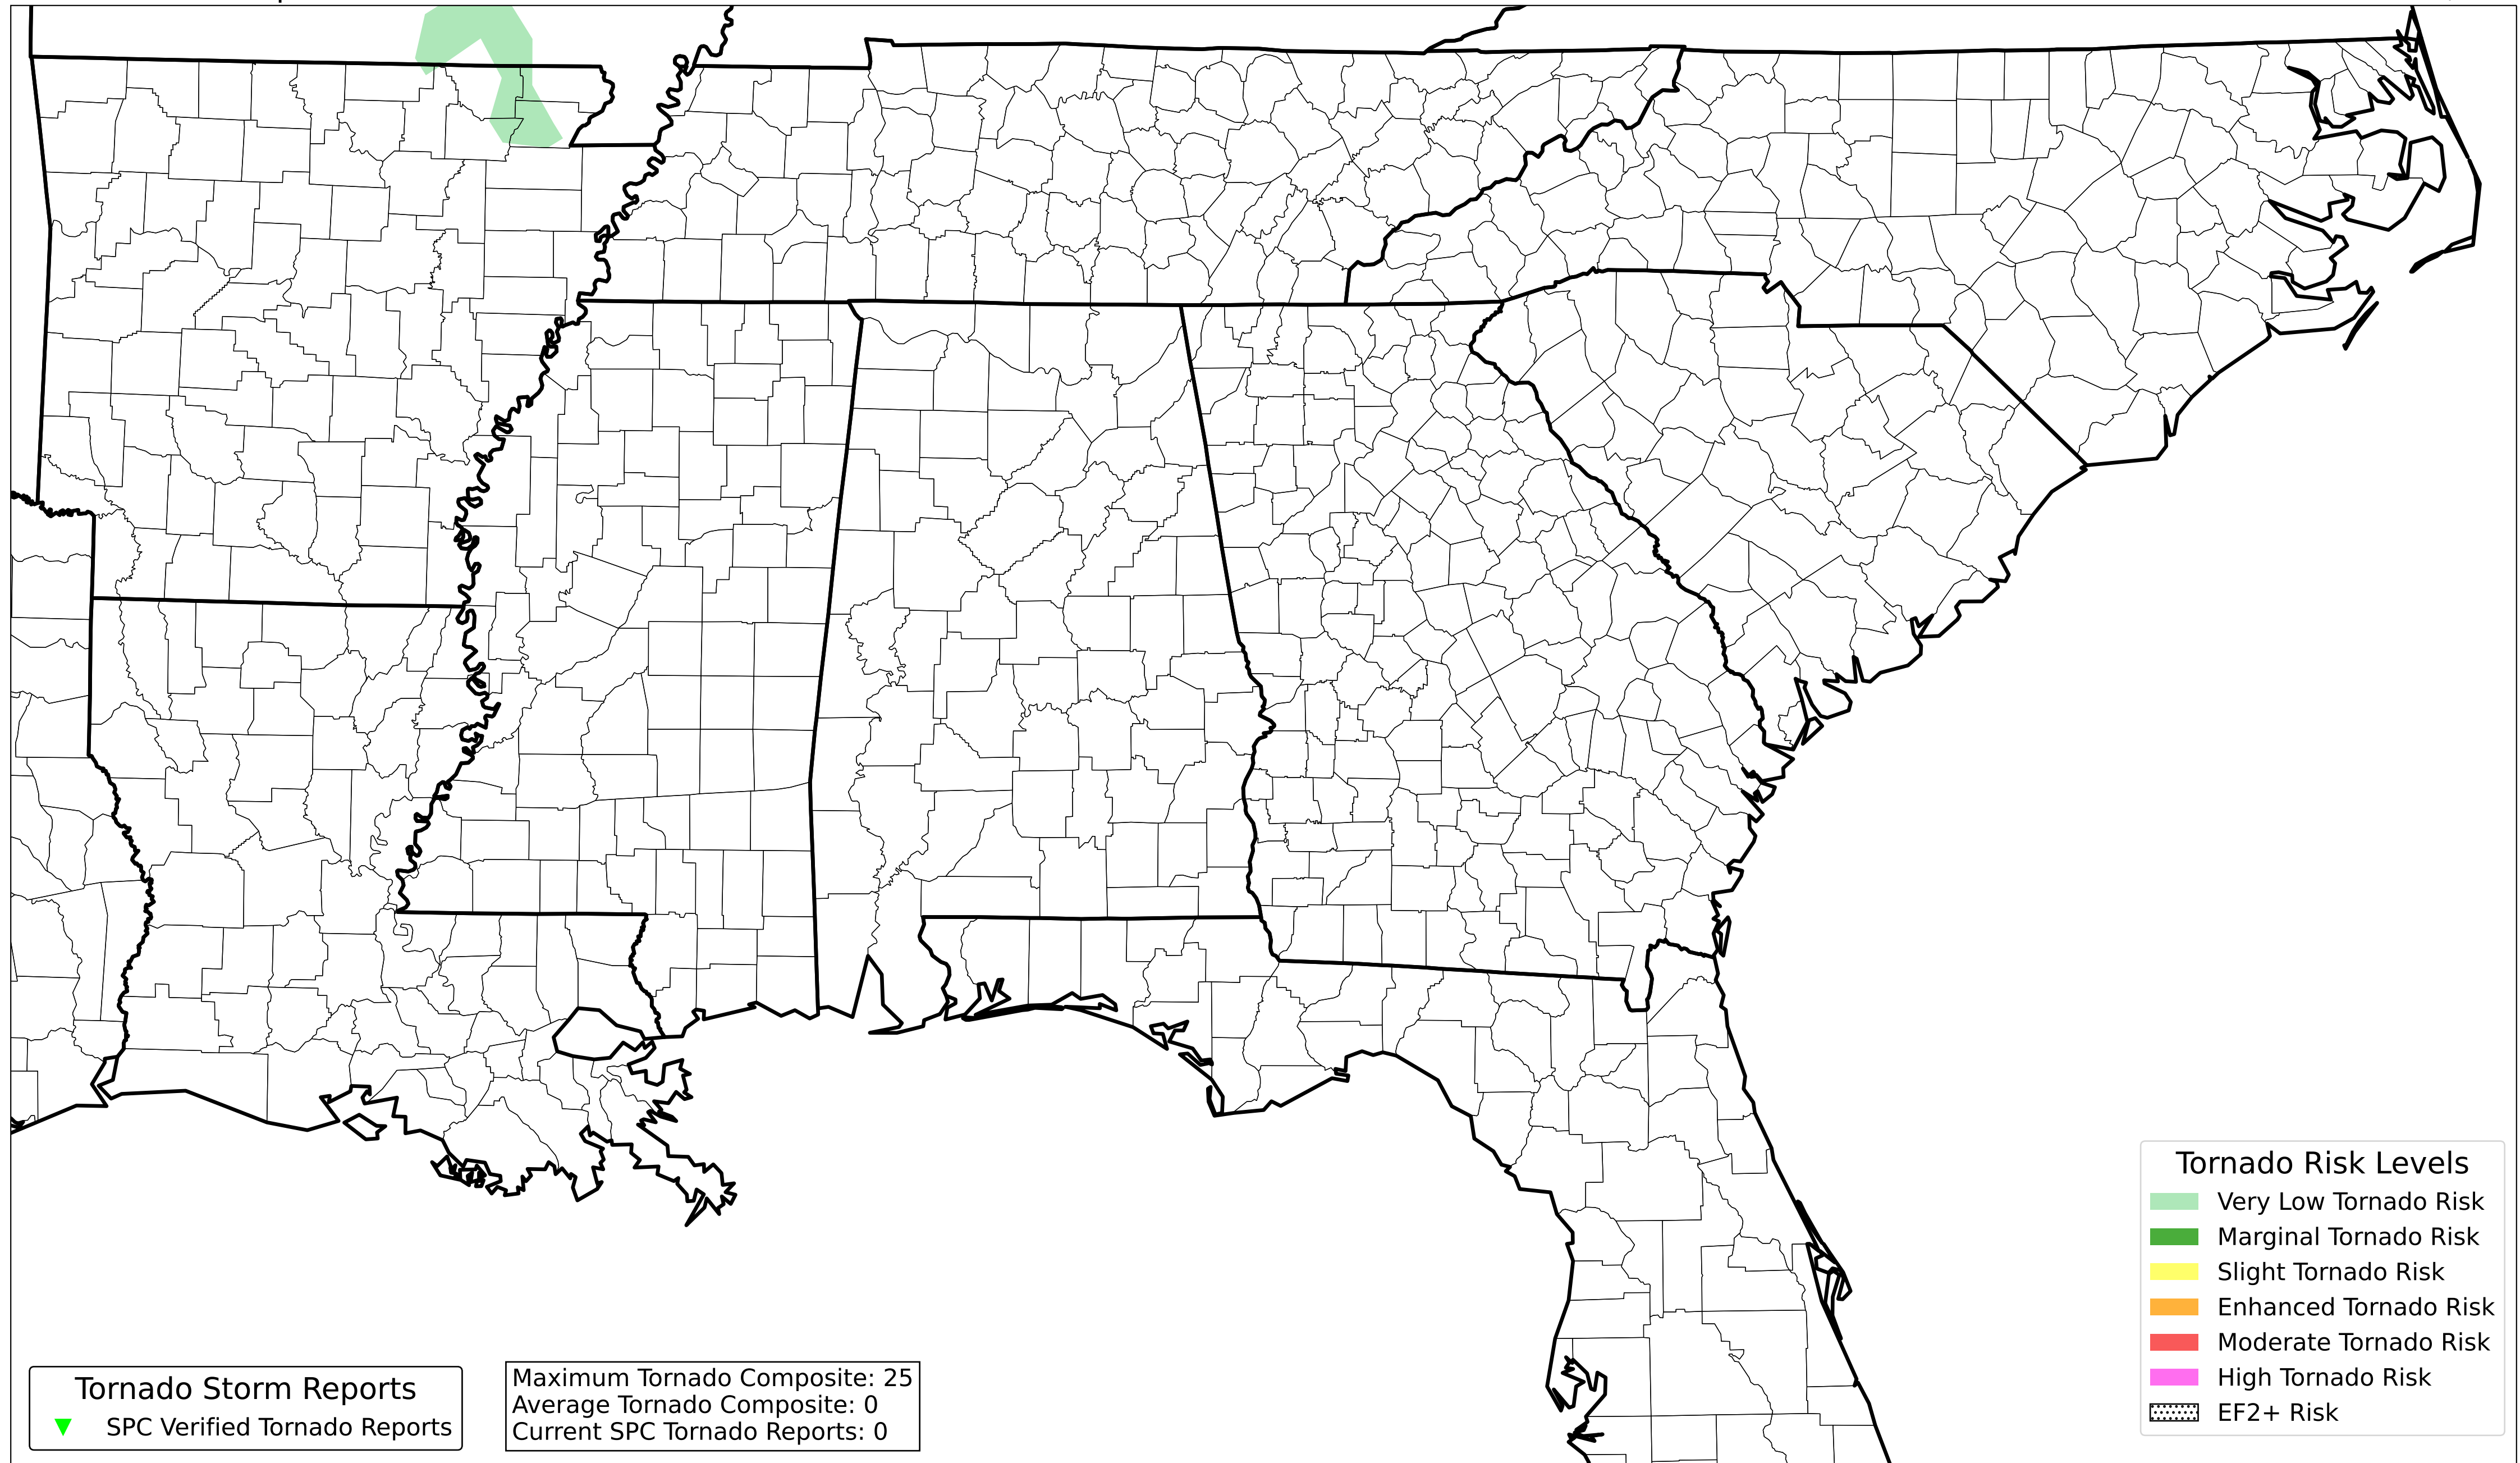 Tornado Risk Levels
Very Low Tornado Risk
Marginal Tornado Risk
Slight Tornado Risk
Enhanced Tornado Risk
Moderate Tornado Risk
High Tornado Risk
EF2+ Risk
Tornado Storm Reports
SPC Verified Tornado Reports
Maximum Tornado Composite: 25
Average Tornado Composite: 0
Current SPC Tornado Reports: 0